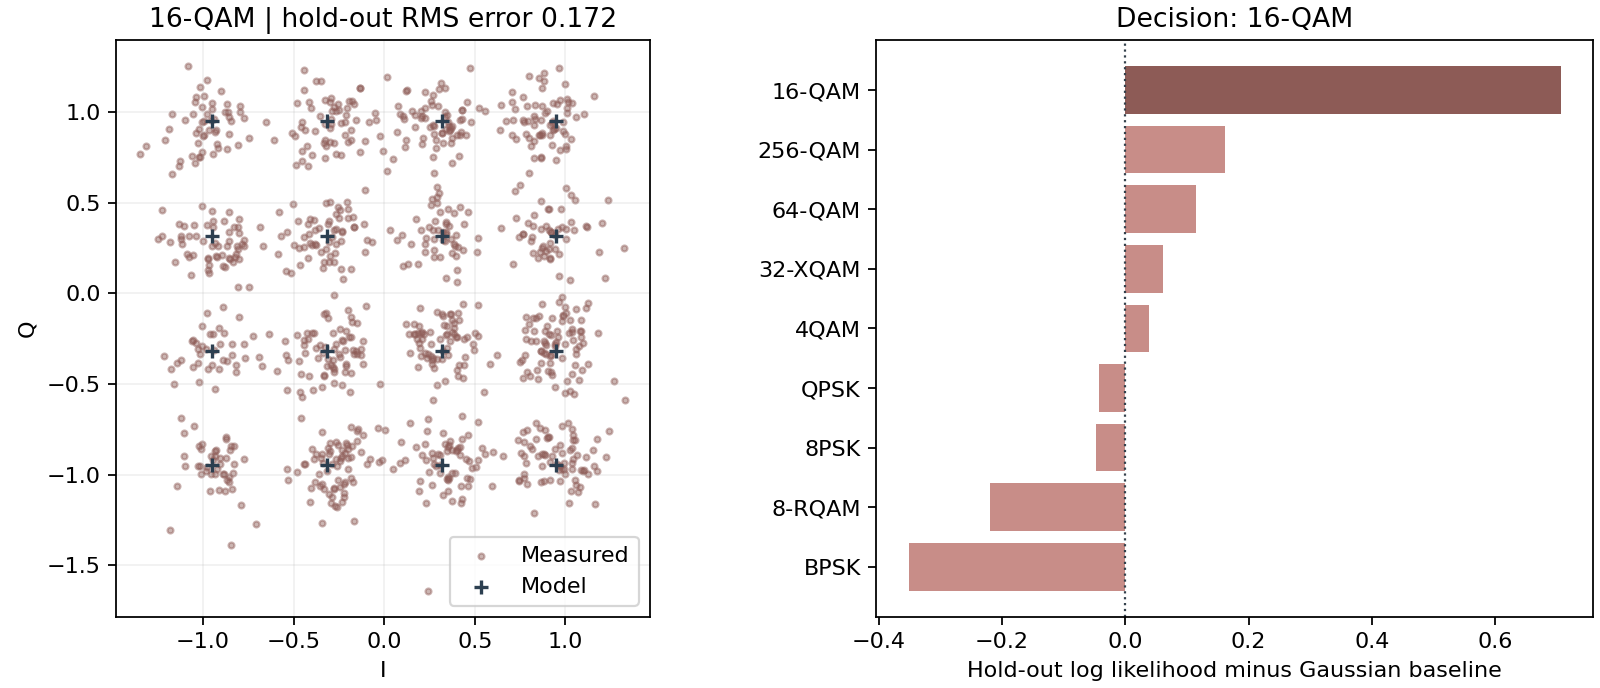 16-QAM | hold-out RMS error 0.172
1.0
0.5
0.0
−0.5
−1.0
−1.5
Q
−1.0
−0.5
0.0
0.5
1.0
I
Measured
Model
Decision: 16-QAM
16-QAM
256-QAM
64-QAM
32-XQAM
4QAM
QPSK
8PSK
8-RQAM
BPSK
−0.4
−0.2
0.0
0.2
0.4
0.6
Hold-out log likelihood minus Gaussian baseline